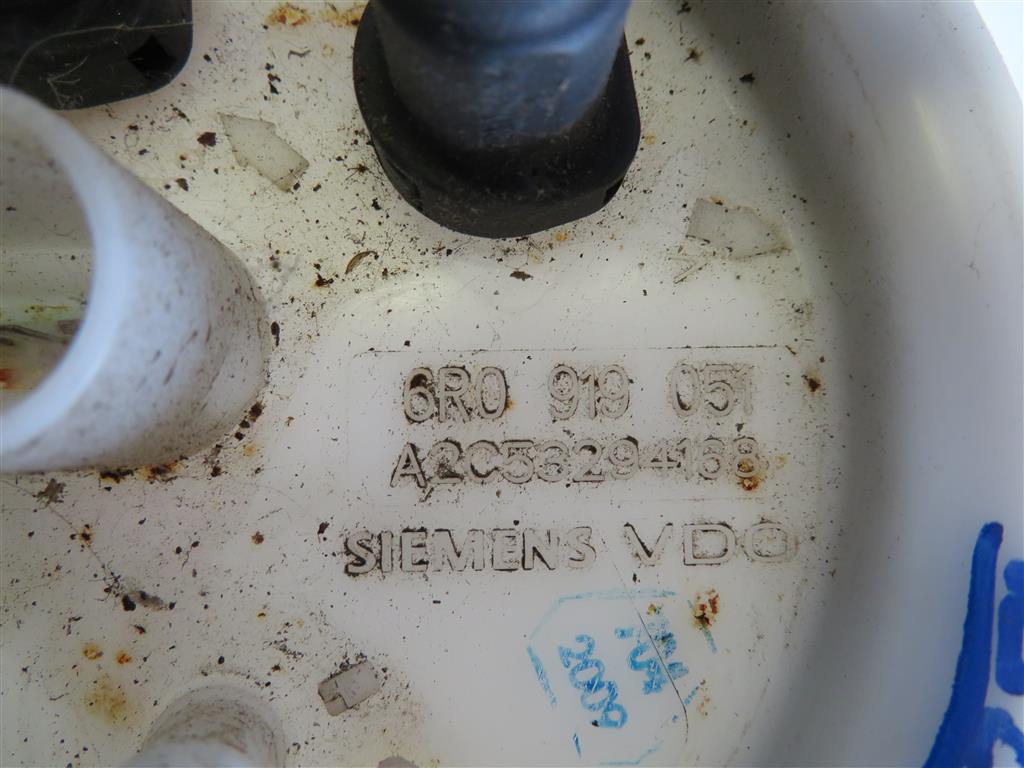 6R0 919 051
A2C53294168
SIEMENS VDO
2009